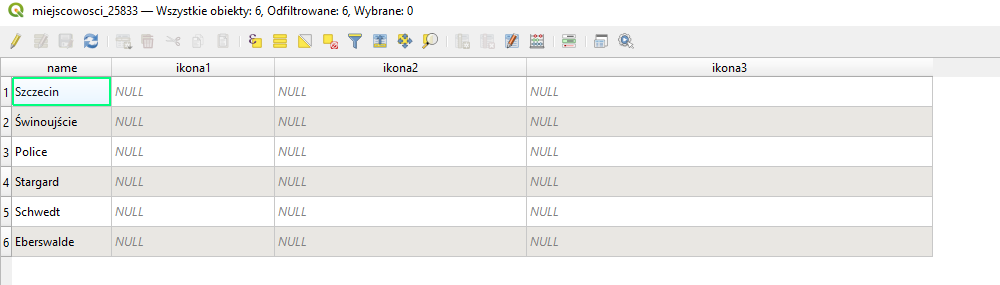 miejscowosci_25833 — Wszystkie obiekty: 6, Odfiltrowane: 6, Wybrane: 0
name ikona1 ikona2 ikona3
1 Szczecin NULL NULL NULL
2 Świnoujście NULL NULL NULL
3 Police NULL NULL NULL
4 Stargard NULL NULL NULL
5 Schwedt NULL NULL NULL
6 Eberswalde NULL NULL NULL